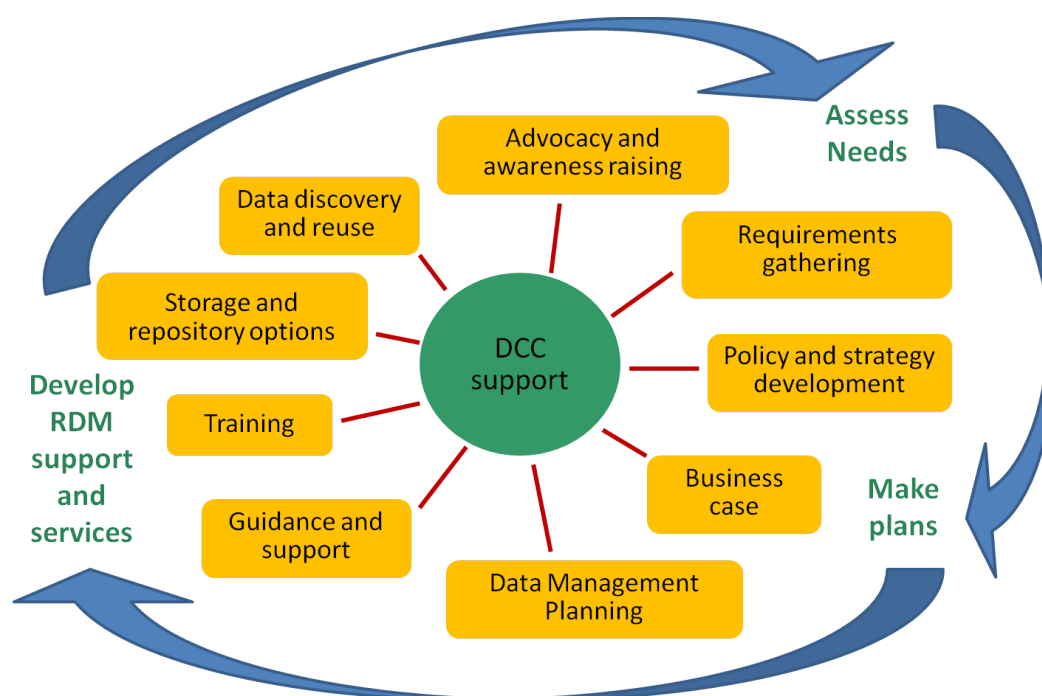 Assess
Needs
Advocacy and
awareness raising
Data discovery
and reuse
Requirements
gathering
Storage and
repository options
DCC
support
Policy and strategy
development
Develop
RDM
support
and
services
Training
Business
case
Make
plans
Guidance and
support
Data Management
Planning